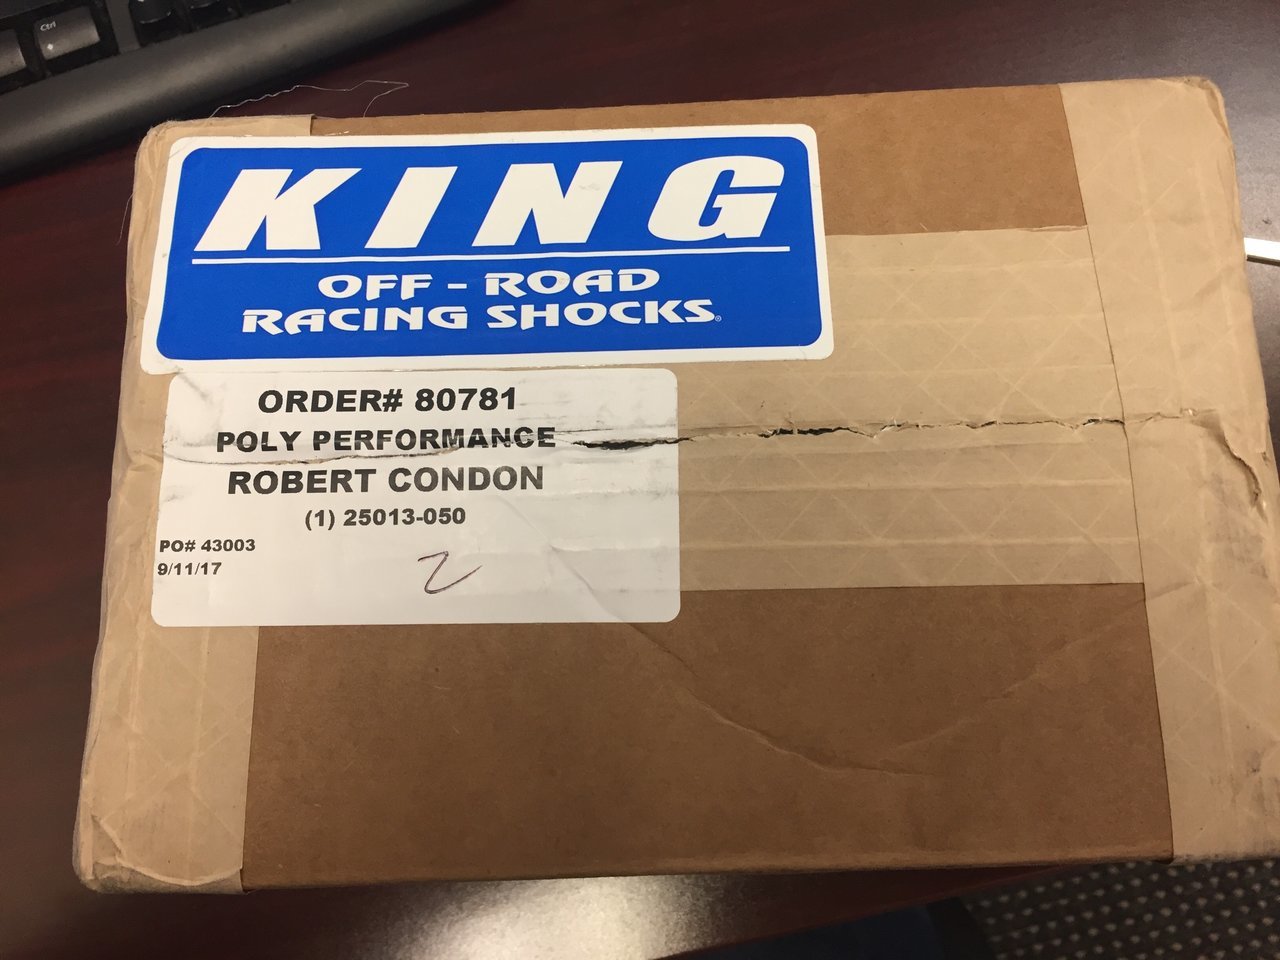 Ctrl
KING
OFF - ROAD
RACING SHOCKS®
ORDER# 80781
POLY PERFORMANCE
ROBERT CONDON
(1) 25013-050
PO# 43003
9/11/17
2